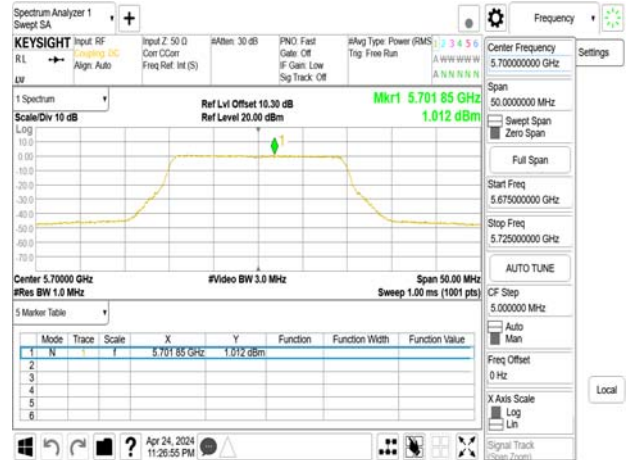 Spectrum Analyzer 1
Swept SA
+
Frequency
KEYSIGHT
RL
Input: RF
Coupling: DC
Align: Auto
Input Z: 50 Ω
Corr CCorr
Freq Ref: Int (S)
#Atten: 30 dB
PNO: Fast
Gate: Off
IF Gain: Low
Sig Track: Off
#Avg Type: Power (RMS
Trig: Free Run
1 2 3 4 5 6
A W W W W W
A N N N N N
Center Frequency
5.700000000 GHz
Settings
Span
50.0000000 MHz
Swept Span
Zero Span
Full Span
Start Freq
5.675000000 GHz
Stop Freq
5.725000000 GHz
AUTO TUNE
CF Step
5.000000 MHz
Auto
Man
Freq Offset
0 Hz
X Axis Scale
Log
Lin
Signal Track
(Span Zoom)
Local
1 Spectrum
Scale/Div 10 dB
Ref Lvl Offset 10.30 dB
Ref Level 20.00 dBm
Mkr1 5.701 85 GHz
1.012 dBm
Log
10.0
0.00
-10.0
-20.0
-30.0
-40.0
-50.0
-60.0
-70.0
1
Center 5.70000 GHz
#Res BW 1.0 MHz
#Video BW 3.0 MHz
Span 50.00 MHz
Sweep 1.00 ms (1001 pts)
5 Marker Table
Mode Trace Scale X Y Function Function Width Function Value
1 N 1 f 5.701 85 GHz 1.012 dBm
2
3
4
5
6
?
Apr 24, 2024
11:26:55 PM